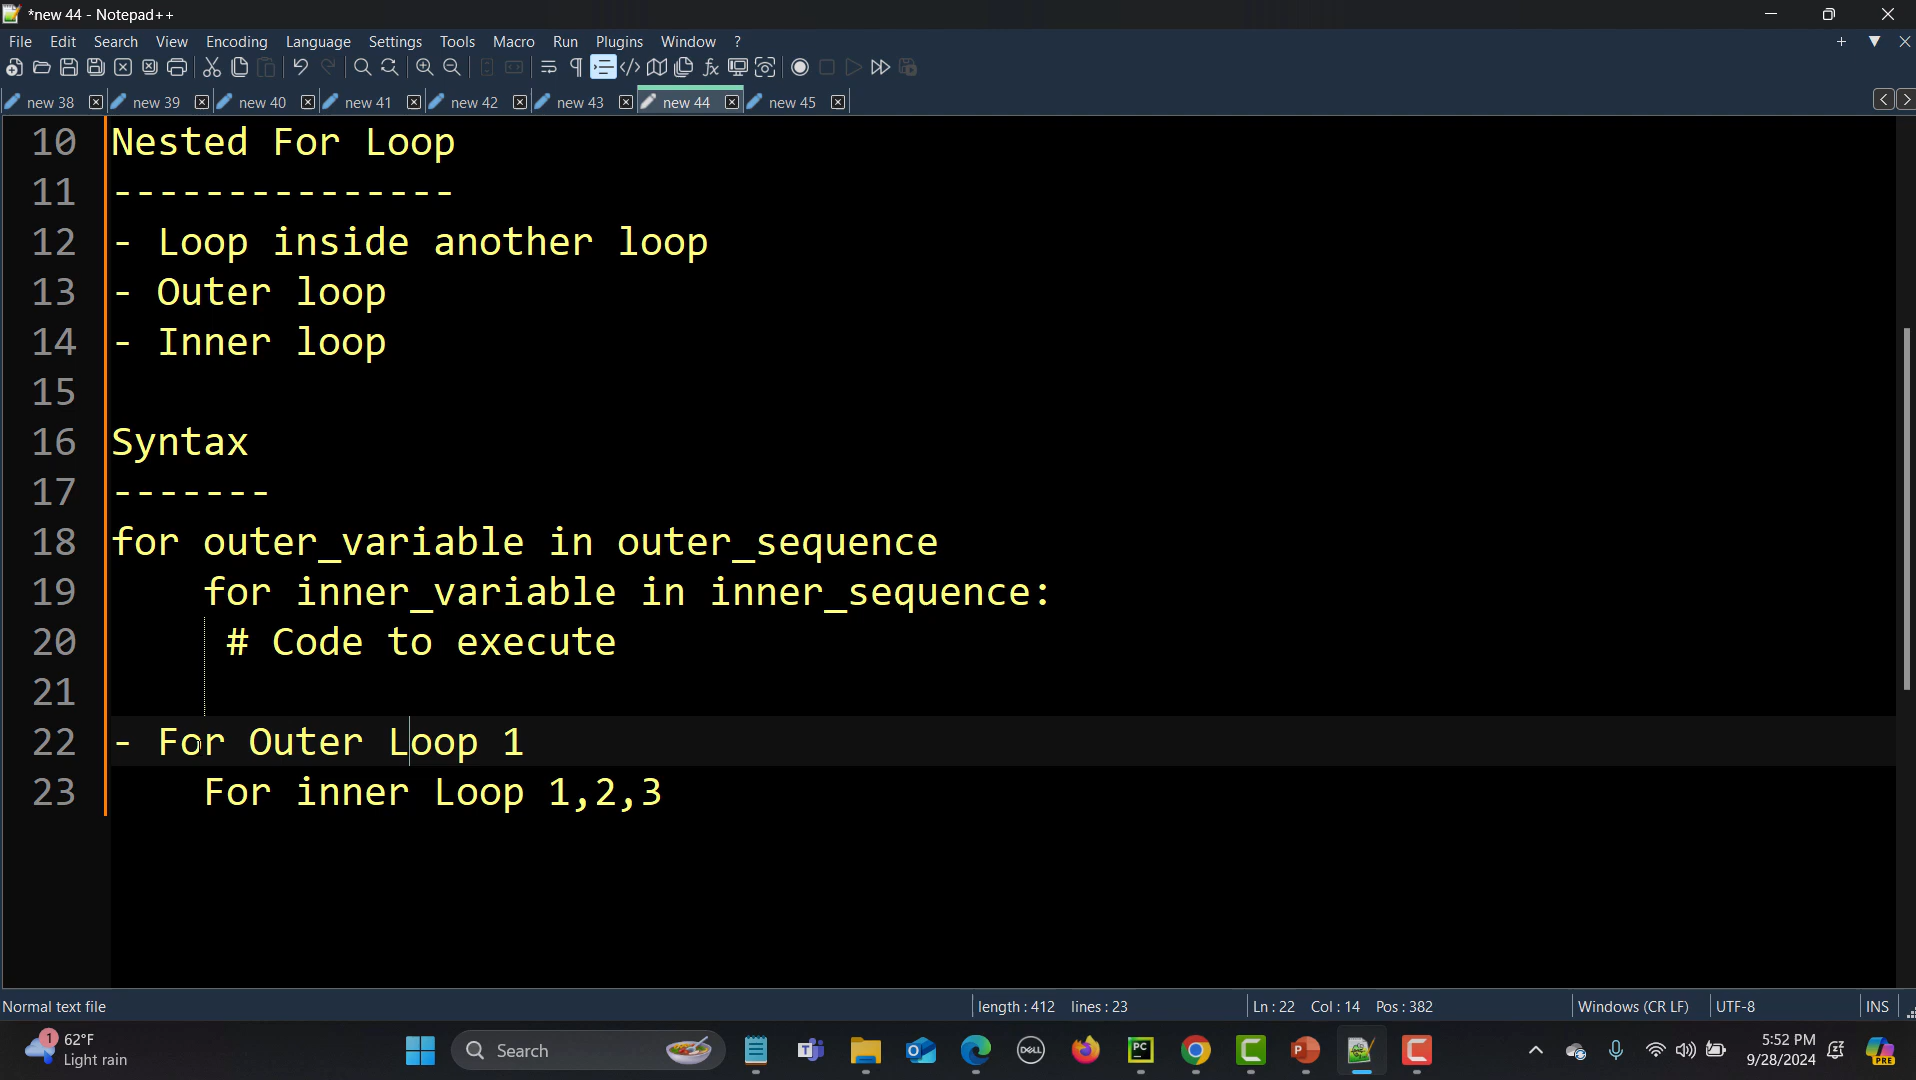 *new 44 - Notepad++
File Edit Search View Encoding Language Settings Tools Macro Run Plugins Window ?
new 38 new 39 new 40 new 41 new 42 new 43 new 44 new 45
10 Nested For Loop
11 ---------------
12 - Loop inside another loop
13 - Outer loop
14 - Inner loop
15
16 Syntax
17 -------
18 for outer_variable in outer_sequence
19 for inner_variable in inner_sequence:
20 # Code to execute
21
22 - For Outer Loop 1
23 For inner Loop 1,2,3
Normal text file length : 412 lines : 23 Ln : 22 Col : 14 Pos : 382 Windows (CR LF) UTF-8 INS
1 62°F
Light rain
Search
DELL
PC
PRE
5:52 PM
9/28/2024